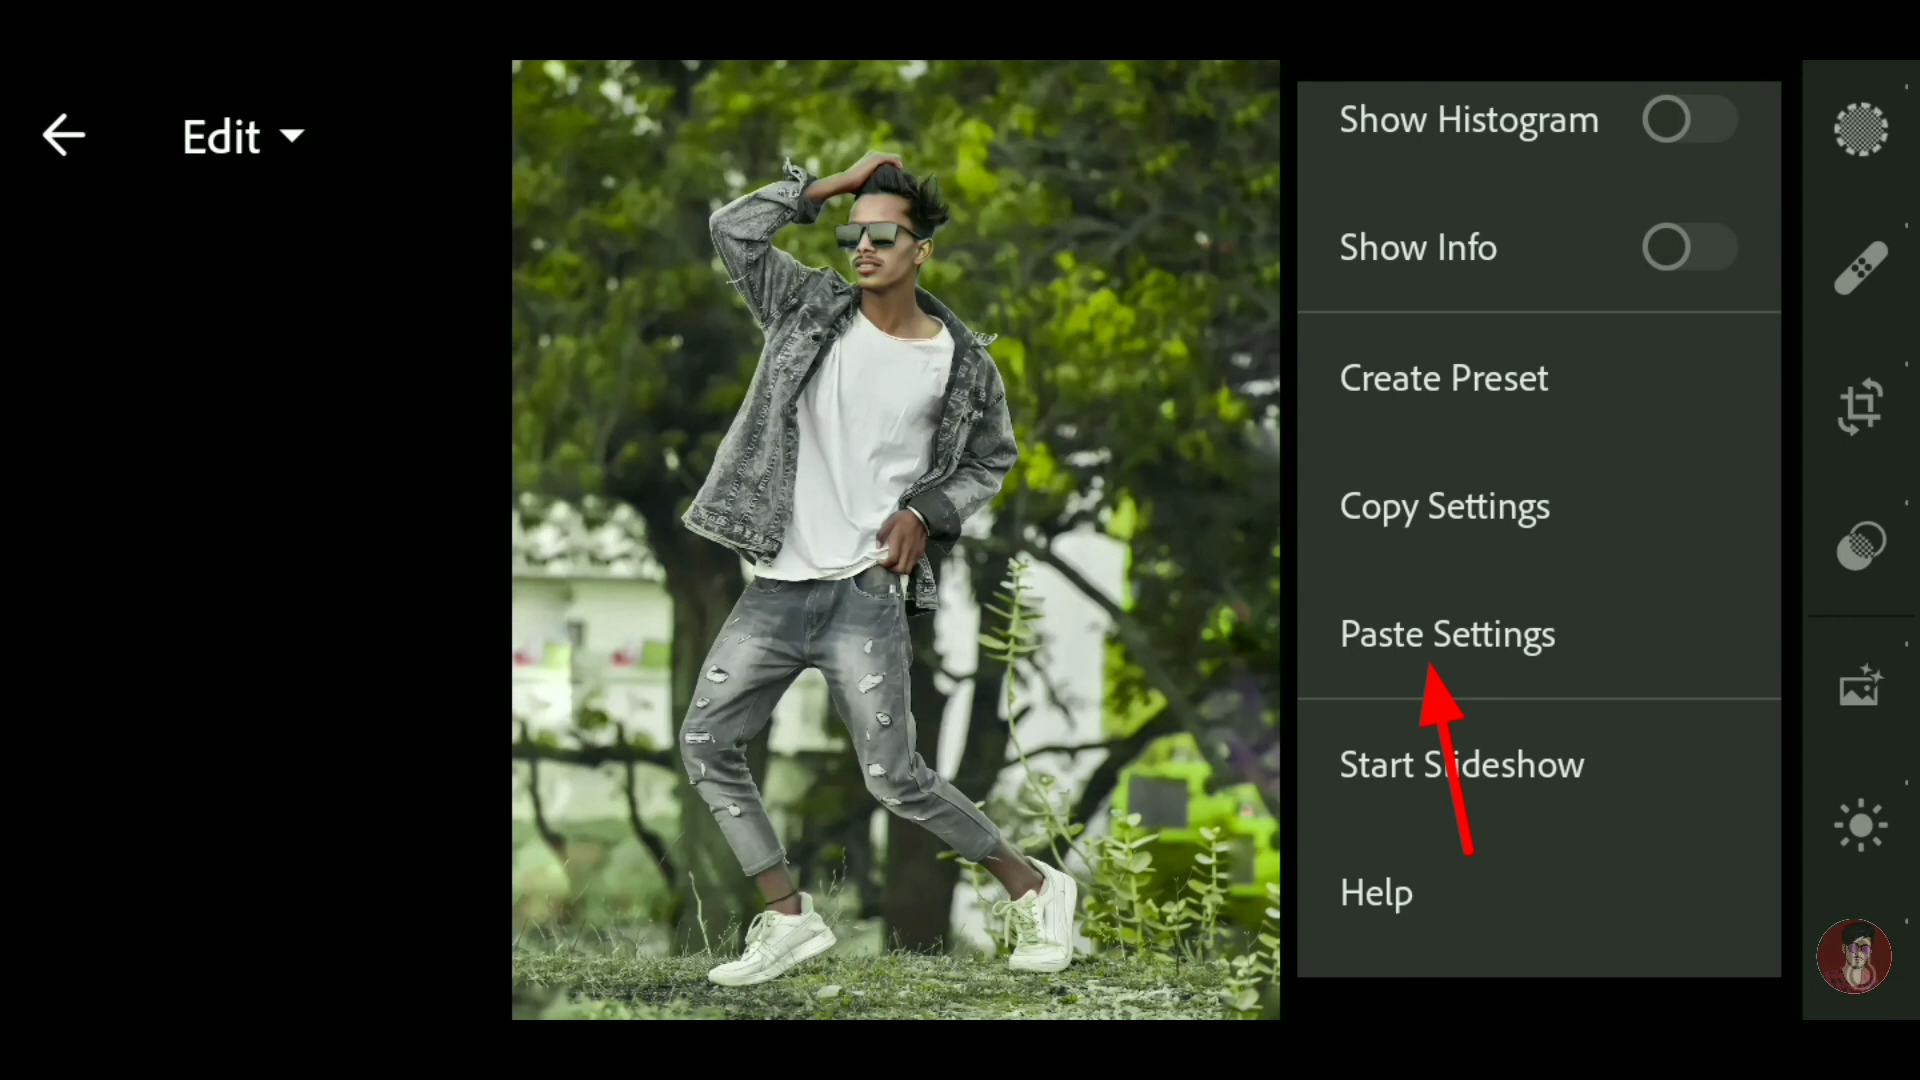 Edit
Show Histogram
Show Info
Create Preset
Copy Settings
Paste Settings
Start Slideshow
Help